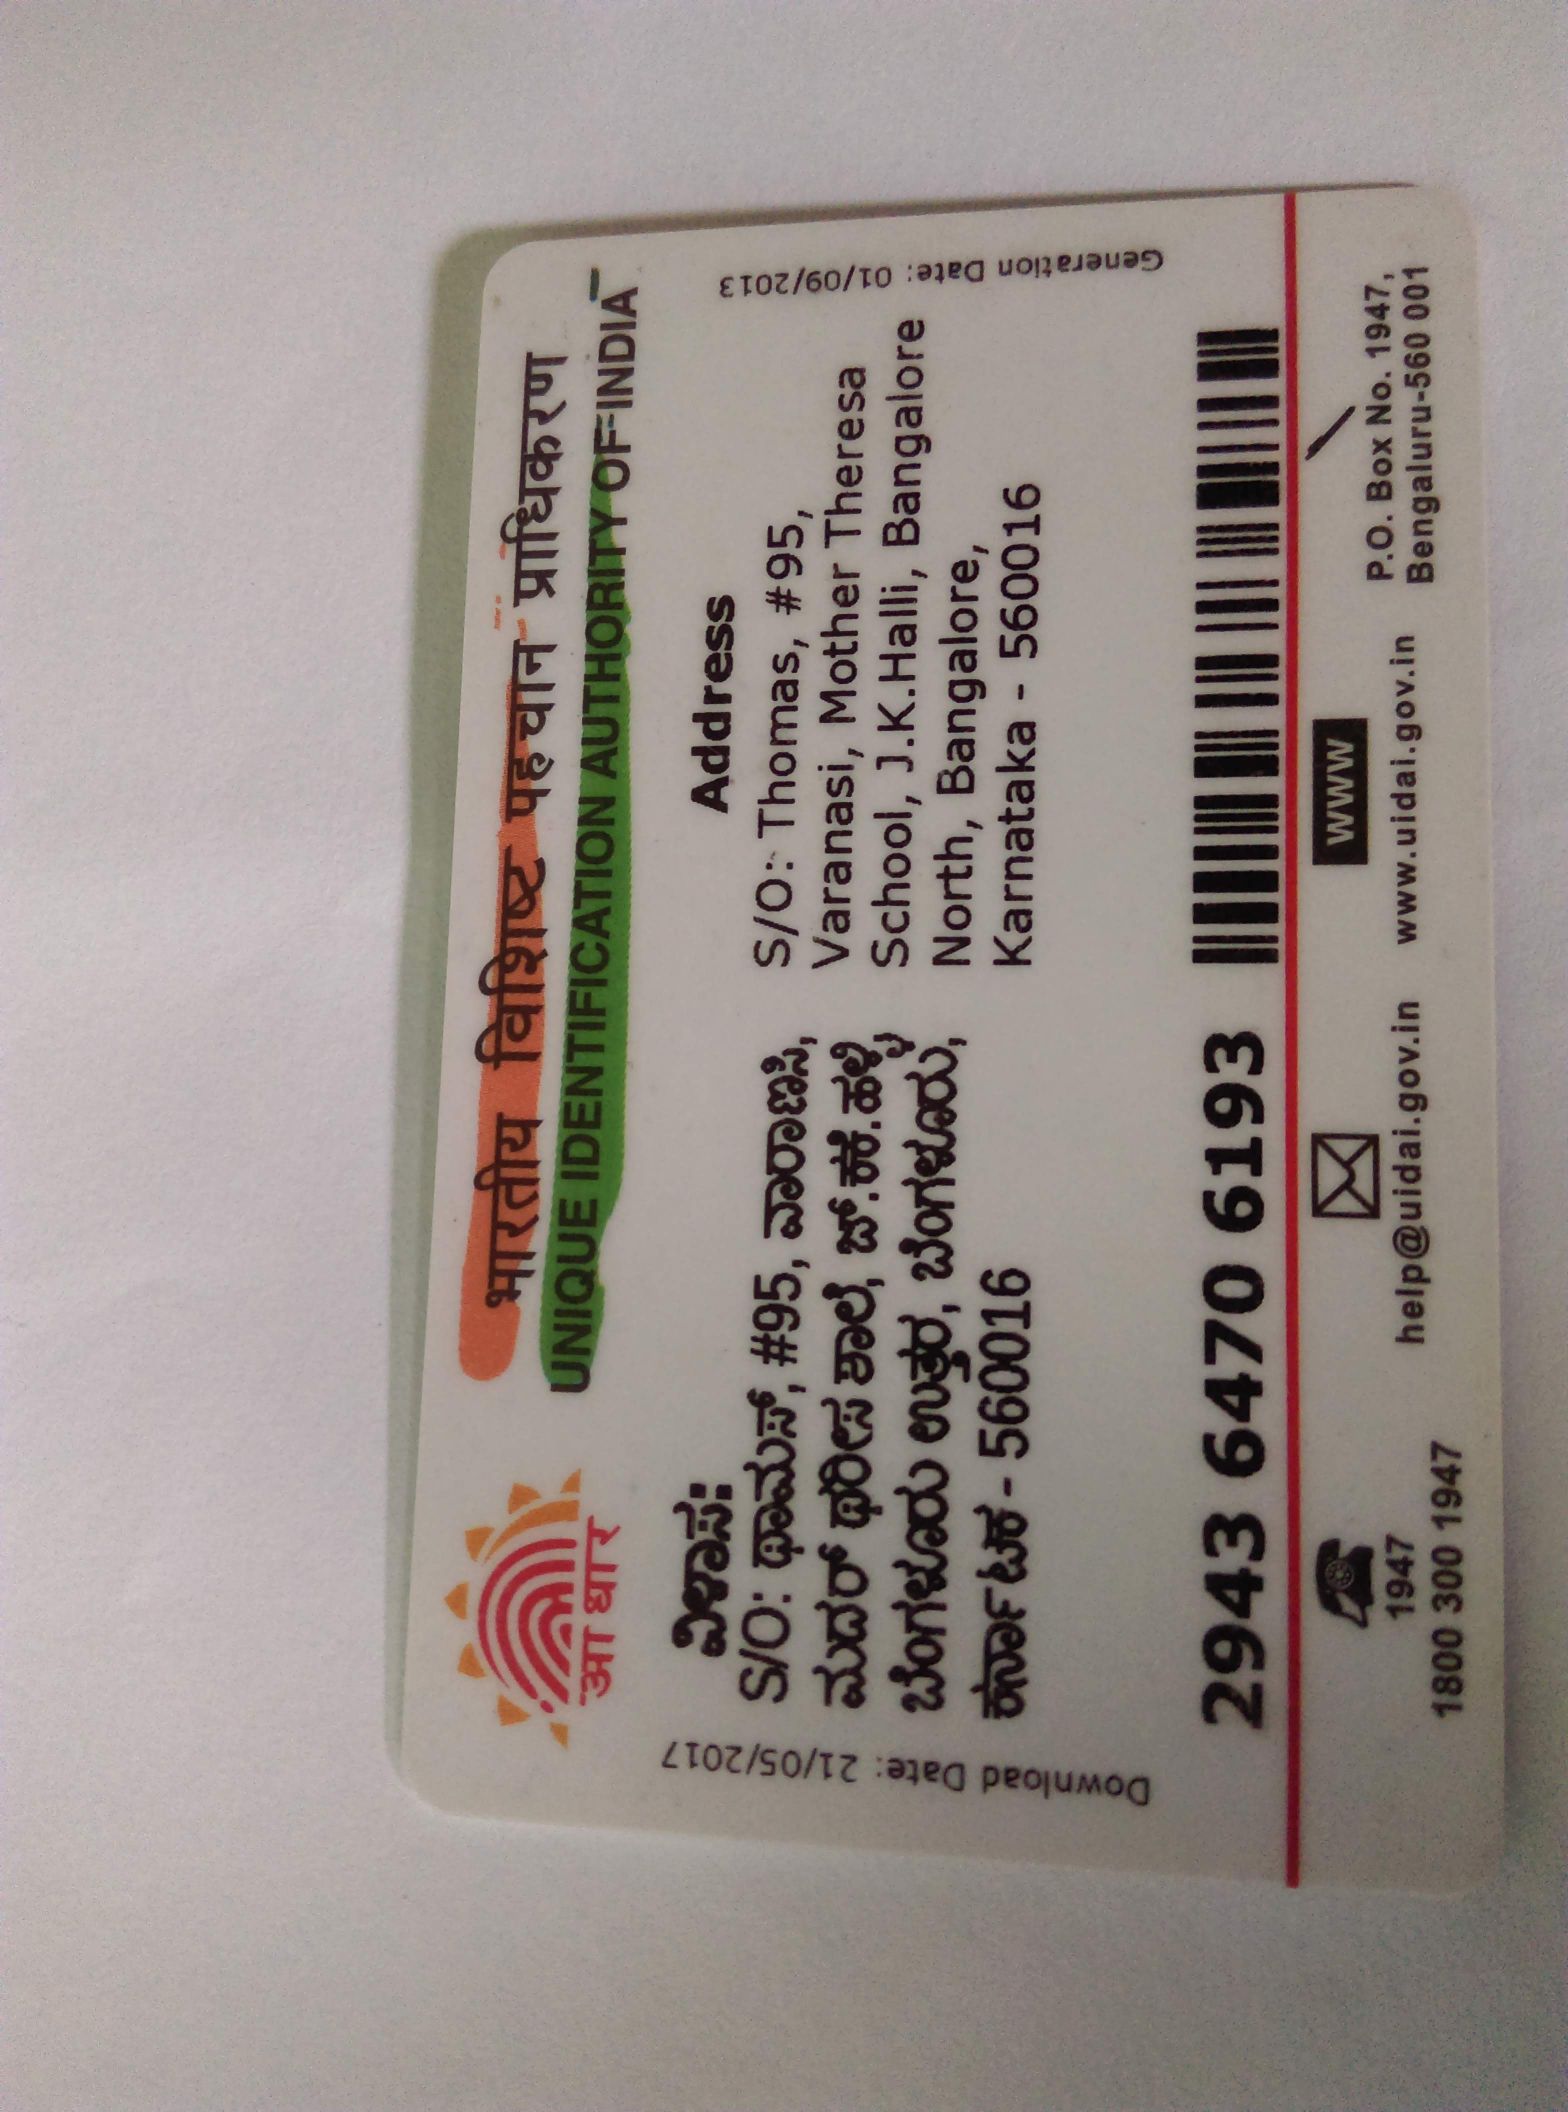 भारतीय विशिष्ट पहचान प्राधिकरण
UNIQUE IDENTIFICATION AUTHORITY OF INDIA
आधार
Download Date: 21/05/2017
ವಿಳಾಸ:
S/O: ಥಾಮಸ್, #95, ವಾರಾಣಸಿ,
ಮದರ್ ಥೆರೀಸ ಶಾಲೆ, ಜೆ.ಕೆ.ಹಳ್ಳಿ
ಬೆಂಗಳೂರು ಉತ್ತರ, ಬೆಂಗಳೂರು,
ಕರ್ನಾಟಕ - 560016
Address
S/O: Thomas, #95,
Varanasi, Mother Theresa
School, J.K.Halli, Bangalore
North, Bangalore,
Karnataka - 560016
Generation Date: 01/09/2013
2943 6470 6193
1947
1800 300 1947
help@uidai.gov.in
WWW
www.uidai.gov.in
P.O. Box No. 1947,
Bengaluru-560 001